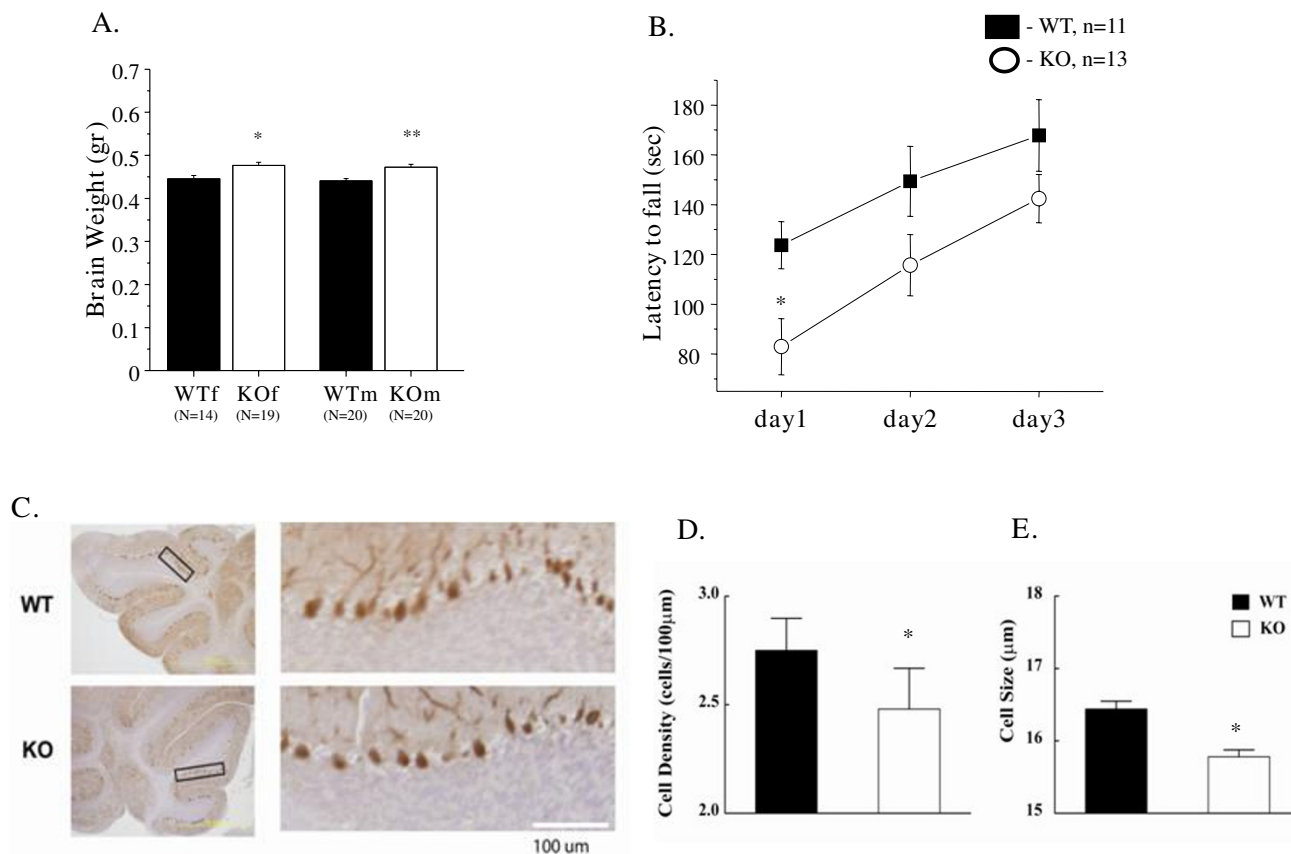 A.
0.7
0.6
0.5
0.4
0.3
0.2
0.1
0
Brain Weight (gr)
*
**
WTf
KOf
WTm
KOm
(N=14)
(N=19)
(N=20)
(N=20)
B.
- WT, n=11
- KO, n=13
180
160
140
120
100
80
Latency to fall (sec)
*
day1
day2
day3
C.
WT
KO
100 um
D.
3.0
2.5
2.0
Cell Density (cells/100μm)
*
E.
WT
KO
18
17
16
15
Cell Size (μm)
*